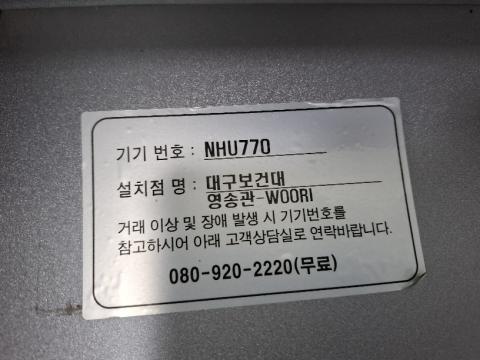 기기 번호 : NHU770
설치점 명 : 대구보건대
영송관-WOORI
거래 이상 및 장애 발생 시 기기번호를
참고하시어 아래 고객상담실로 연락바랍니다.
080-920-2220(무료)